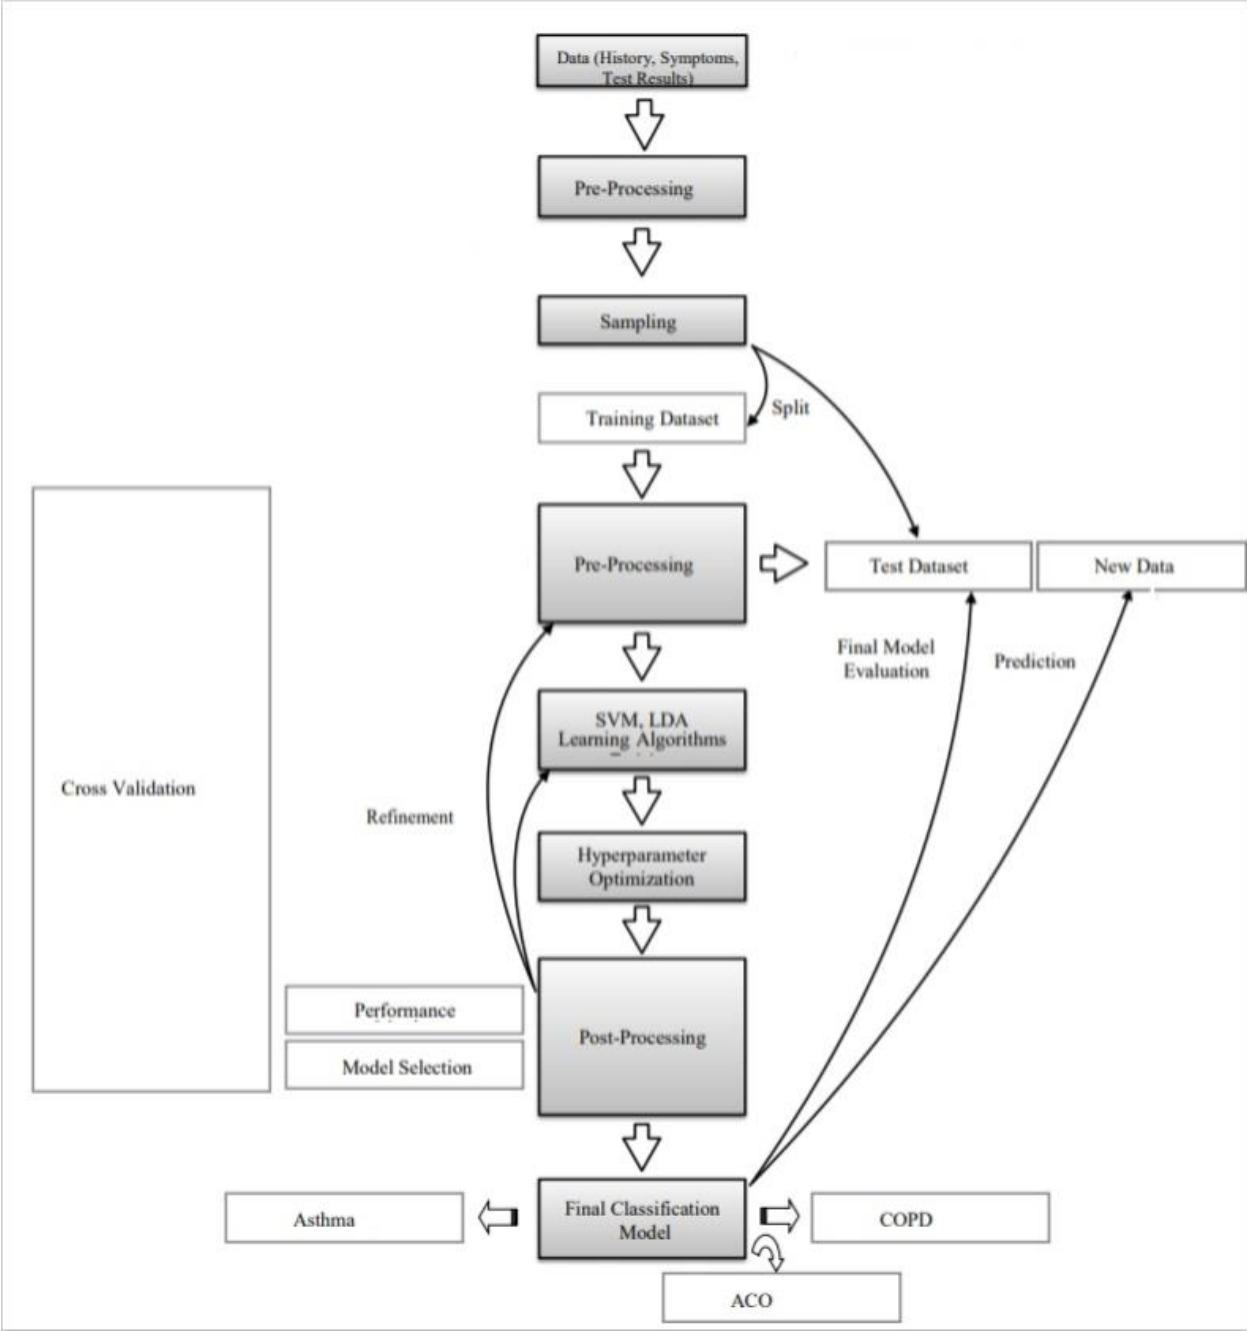 Data (History, Symptoms,
Test Results)
Pre-Processing
Sampling
Split
Training Dataset
Pre-Processing
Test Dataset
New Data
Final Model
Evaluation
Prediction
SVM, LDA
Learning Algorithms
Cross Validation
Refinement
Hyperparameter
Optimization
Performance
Post-Processing
Model Selection
Final Classification
Model
Asthma
COPD
ACO